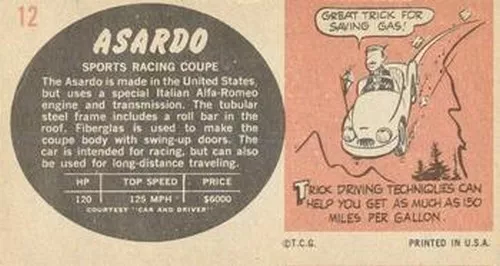 12
ASARDO
SPORTS RACING COUPE
The Asardo is made in the United States,
but uses a special Italian Alfa-Romeo
engine and transmission. The tubular
steel frame includes a roll bar in the
roof. Fiberglas is used to make the
coupe body with swing-up doors. The
car is intended for racing, but can also
be used for long-distance traveling.
HP TOP SPEED PRICE
120 125 MPH $6000
COURTESY "CAR AND DRIVER"
GREAT TRICK FOR
SAVING GAS!
TRICK DRIVING TECHNIQUES CAN
HELP YOU GET AS MUCH AS 150
MILES PER GALLON.
©T.C.G. PRINTED IN U.S.A.